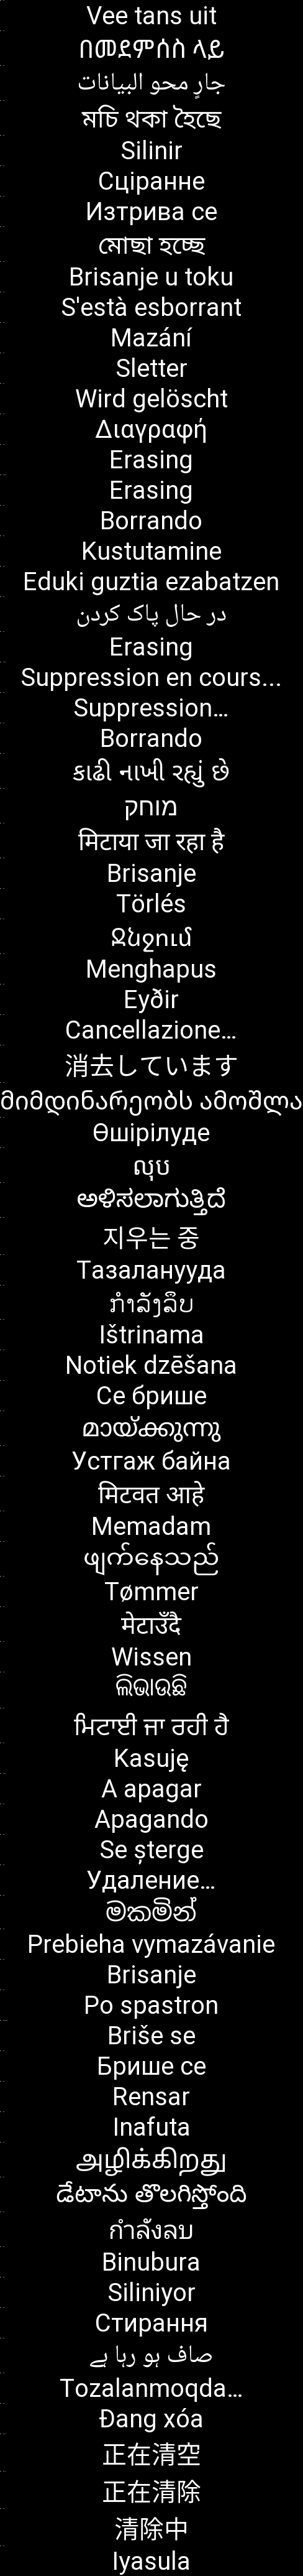 Vee tans uit
በመደምሰስ ላይ
جارٍ محو البيانات
মচি থকা হৈছে
Silinir
Сціранне
Изтрива се
মোছা হচ্ছে
Brisanje u toku
S'està esborrant
Mazání
Sletter
Wird gelöscht
Διαγραφή
Erasing
Erasing
Borrando
Kustutamine
Eduki guztia ezabatzen
در حال پاک کردن
Erasing
Suppression en cours...
Suppression…
Borrando
કાઢી નાખી રહ્યું છે
מוחק
मिटाया जा रहा है
Brisanje
Törlés
Ջնջում
Menghapus
Eyðir
Cancellazione…
消去しています
მიმდინარეობს ამოშლა
Өшірілуде
លុប
ಅಳಿಸಲಾಗುತ್ತಿದೆ
지우는 중
Тазаланууда
ກຳລັງລຶບ
Ištrinama
Notiek dzēšana
Се брише
മായ്ക്കുന്നു
Устгаж байна
मिटवत आहे
Memadam
ဖျက်နေသည်
Tømmer
मेटाउँदै
Wissen
ଲିଭାଉଛି
ਮਿਟਾਈ ਜਾ ਰਹੀ ਹੈ
Kasuję
A apagar
Apagando
Se șterge
Удаление…
මකමින්
Prebieha vymazávanie
Brisanje
Po spastron
Briše se
Брише се
Rensar
Inafuta
அழிக்கிறது
డేటాను తొలగిస్తోంది
กำลังลบ
Binubura
Siliniyor
Стирання
صاف ہو رہا ہے
Tozalanmoqda…
Đang xóa
正在清空
正在清除
清除中
Iyasula